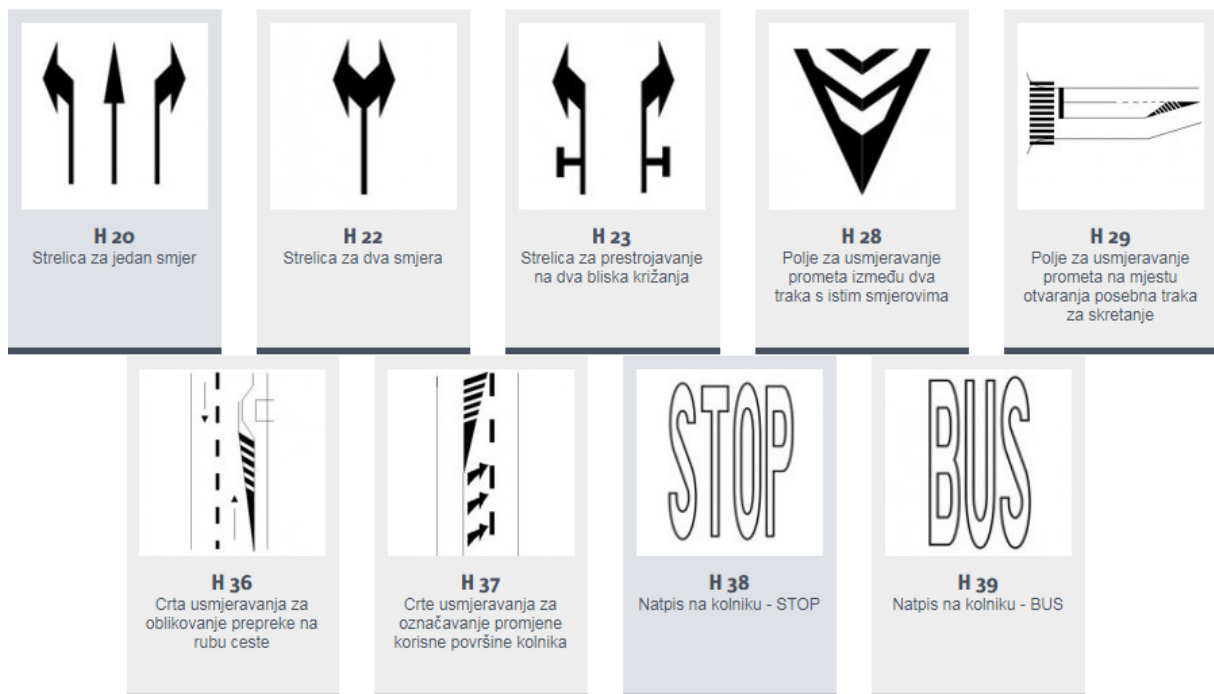 H 20
Strelica za jedan smjer
H 22
Strelica za dva smjera
H 23
Strelica za prestrojavanje
na dva bliska križanja
H 28
Polje za usmjeravanje
prometa između dva
traka s istim smjerovima
H 29
Polje za usmjeravanje
prometa na mjestu
otvaranja posebna traka
za skretanje
H 36
Crta usmjeravanja za
oblikovanje prepreke na
rubu ceste
H 37
Crte usmjeravanja za
označavanje promjene
korisne površine kolnika
STOP
H 38
Natpis na kolniku - STOP
BUS
H 39
Natpis na kolniku - BUS